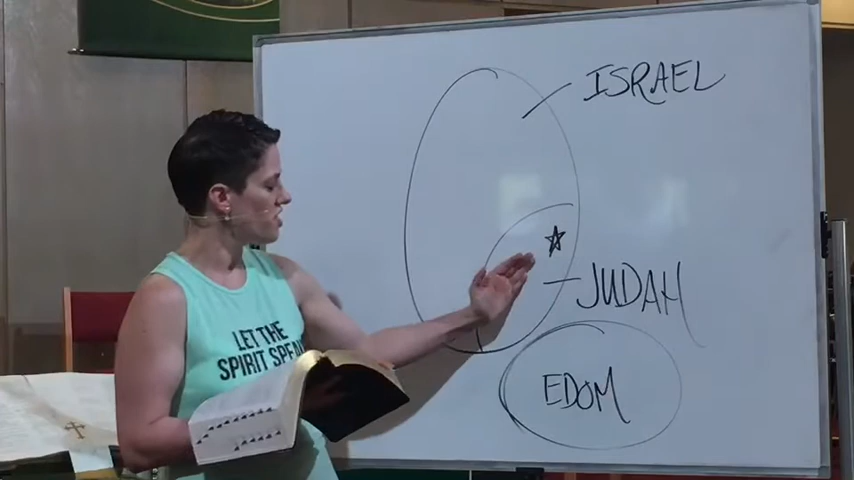 ISRAEL
JUDAH
EDOM
LET THE
SPIRIT SPEAK